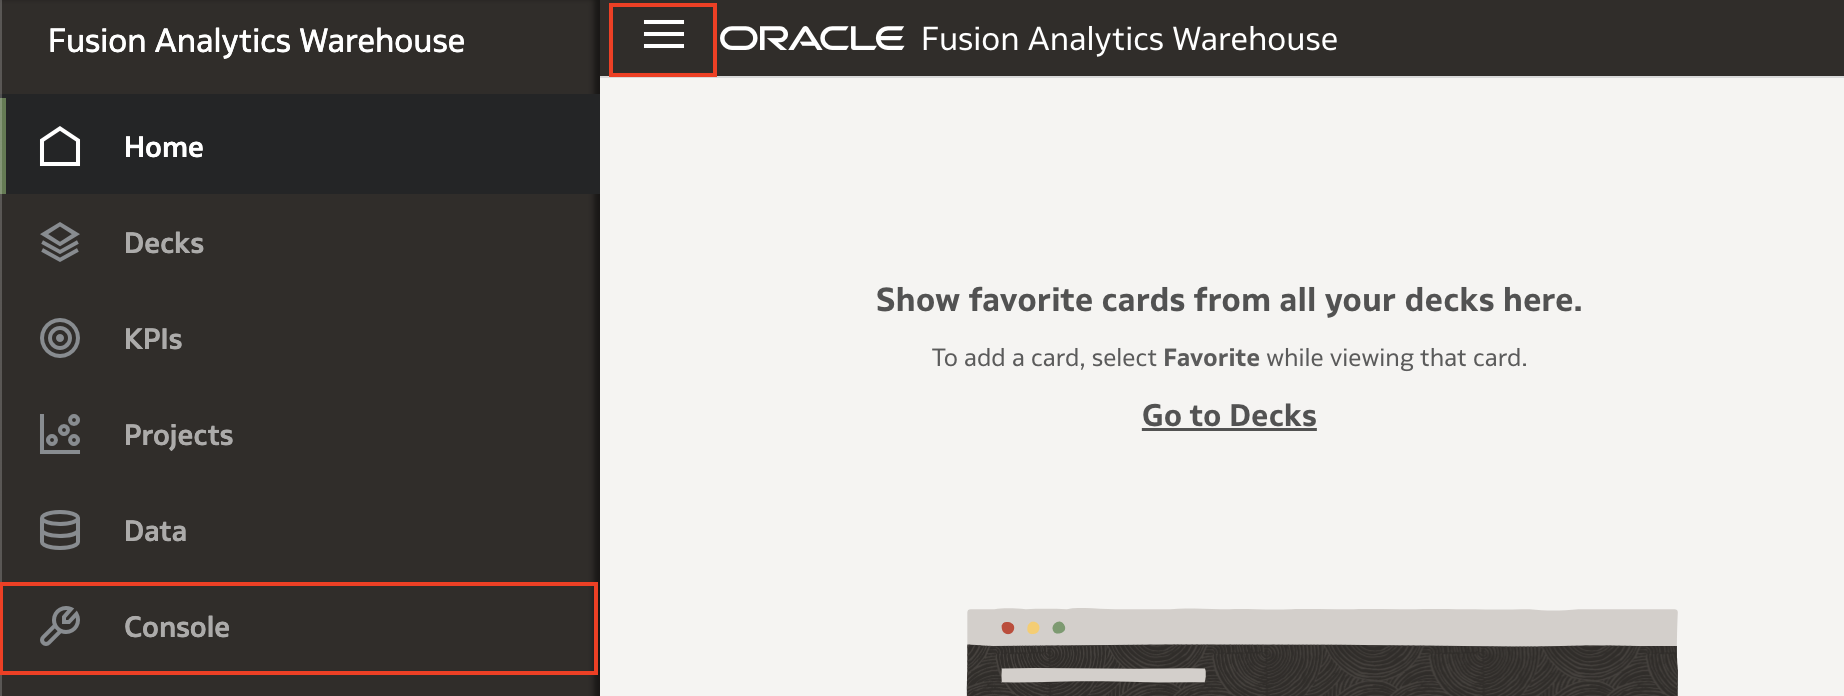 Fusion Analytics Warehouse
Home
Decks
KPIs
Projects
Data
Console
ORACLE Fusion Analytics Warehouse
Show favorite cards from all your decks here.
To add a card, select Favorite while viewing that card.
Go to Decks